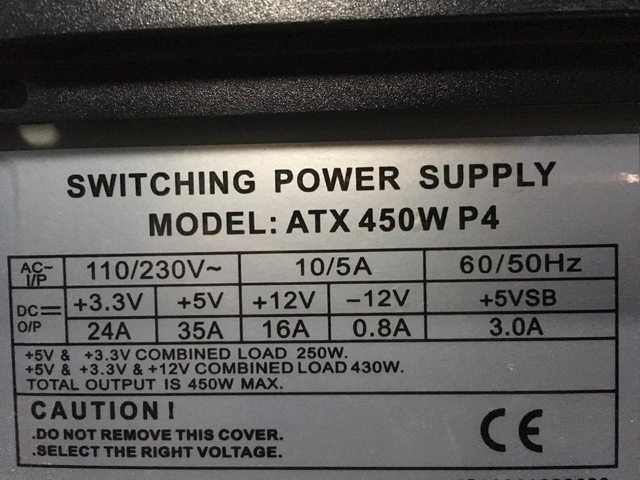 SWITCHING POWER SUPPLY
MODEL: ATX 450W P4
AC~ I/P 110/230V~ 10/5A 60/50Hz
DC⎓ O/P +3.3V +5V +12V −12V +5VSB
24A 35A 16A 0.8A 3.0A
+5V & +3.3V COMBINED LOAD 250W.
+5V & +3.3V & +12V COMBINED LOAD 430W.
TOTAL OUTPUT IS 450W MAX.
CAUTION !
.DO NOT REMOVE THIS COVER.
.SELECT THE RIGHT VOLTAGE.
CE